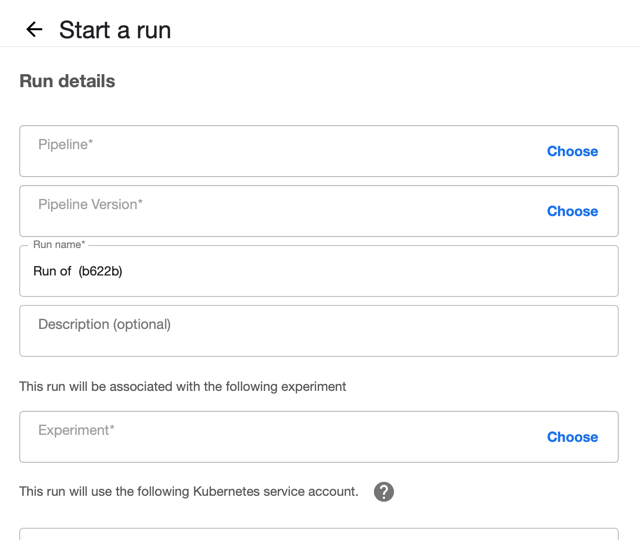 Start a run
Run details
Pipeline*
Choose
Pipeline Version*
Choose
Run name*
Run of  (b622b)
Description (optional)
This run will be associated with the following experiment
Experiment*
Choose
This run will use the following Kubernetes service account. ?